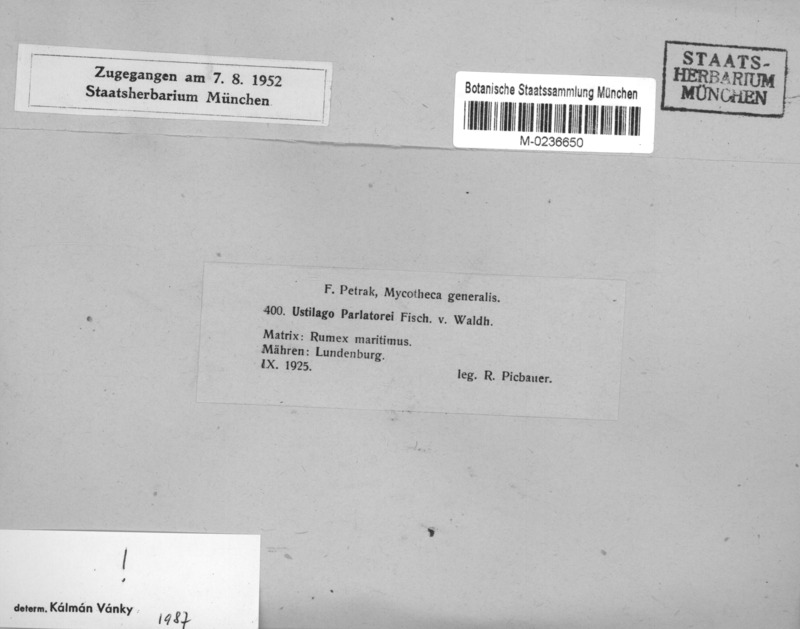 Zugegangen am 7. 8. 1952
Staatsherbarium München
Botanische Staatssammlung München
M-0236650
STAATS-
HERBARIUM
MÜNCHEN
F. Petrak, Mycotheca generalis.
400. Ustilago Parlatorei Fisch. v. Waldh.
Matrix: Rumex maritimus.
Mähren: Lundenburg.
IX. 1925.
leg. R. Picbauer.
!
determ. Kálmán Vánky 1987